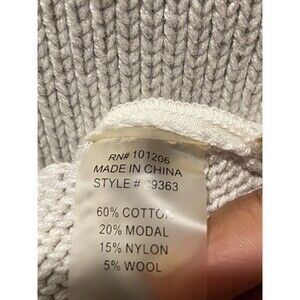 RN# 101206
MADE IN CHINA
STYLE # 39363
60% COTTON
20% MODAL
15% NYLON
5% WOOL